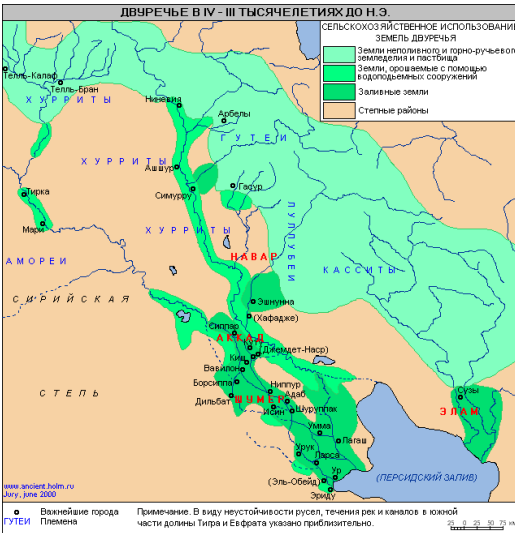 ДВУРЕЧЬЕ В IV - III ТЫСЯЧЕЛЕТИЯХ ДО Н.Э.
СЕЛЬСКОХОЗЯЙСТВЕННОЕ ИСПОЛЬЗОВАНИЕ
ЗЕМЕЛЬ ДВУРЕЧЬЯ
Земли неполивного и горно-ручьевого
земледелия и пастбища
Земли, орошаемые с помощью
водоподъемных сооружений
Заливные земли
Степные районы
Телль-Калаф
Телль-Бран
ХУРРИТЫ
Ниневия
Арбелы
ГУТЕИ
ХУРРИТЫ
Ашшур
Гасур
Симурру
Тирка
Мари
ХУРРИТЫ
ЛУЛЛУБЕИ
НАВАР
АМОРЕИ
КАССИТЫ
СИРИЙСКАЯ
Эшнунна
(Хафадже)
Сиппар
АККАД
(Джемдет-Наср)
Киш
Вавилон
Борсиппа
Ниппур
Адаб
Сузы
Дильбат
ШУМЕР
Исин
Шуруппак
ЭЛАМ
СТЕПЬ
Умма
Лагаш
Урук
Ларса
Ур
(Эль-Обейд)
Эриду
(ПЕРСИДСКИЙ ЗАЛИВ)
www.ancient.holm.ru
Jury, june 2000
Важнейшие города
ГУТЕИ Племена
Примечание. В виду неустойчивости русел, течения рек и каналов в южной
части долины Тигра и Евфрата указано приблизительно.
25 0 25 50 75 км